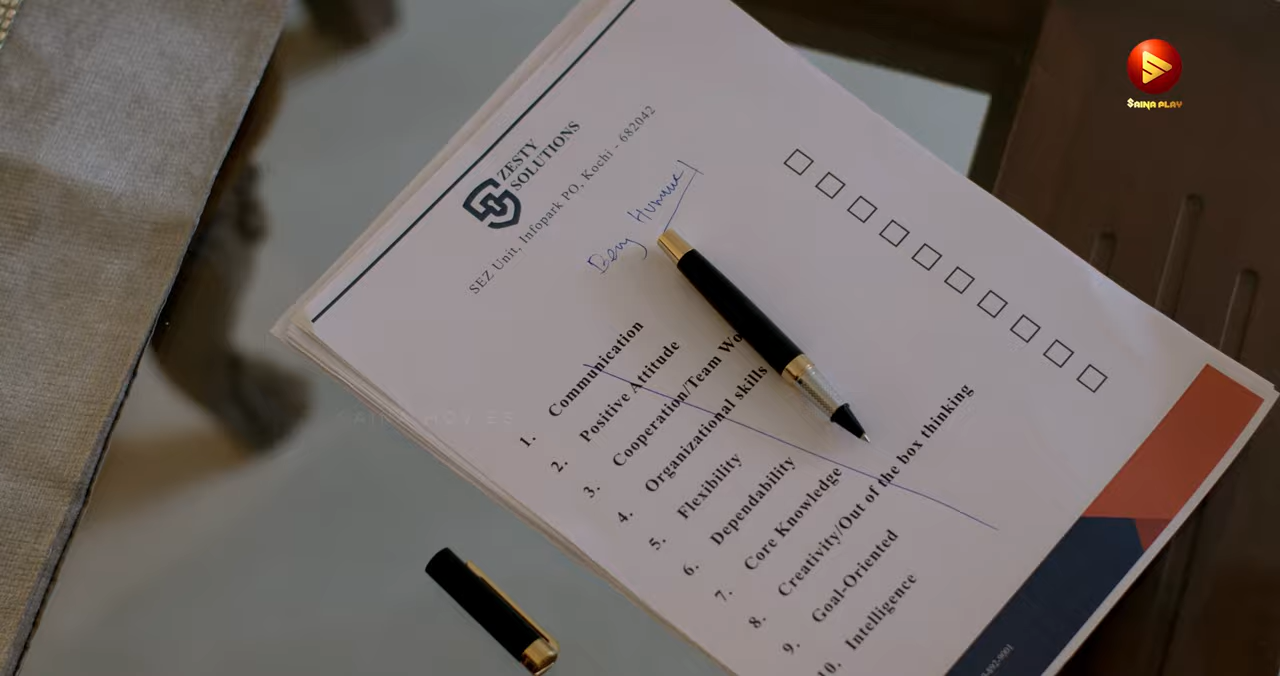 ZESTY
SOLUTIONS
SEZ Unit, Infopark PO, Kochi - 682042
Being Human
1. Communication
2. Positive Attitude
3. Cooperation/Team Wo
4. Organizational skills
5. Flexibility
6. Dependability
7. Core Knowledge
8. Creativity/Out of the box thinking
9. Goal-Oriented
10. Intelligence
SAINA PLAY